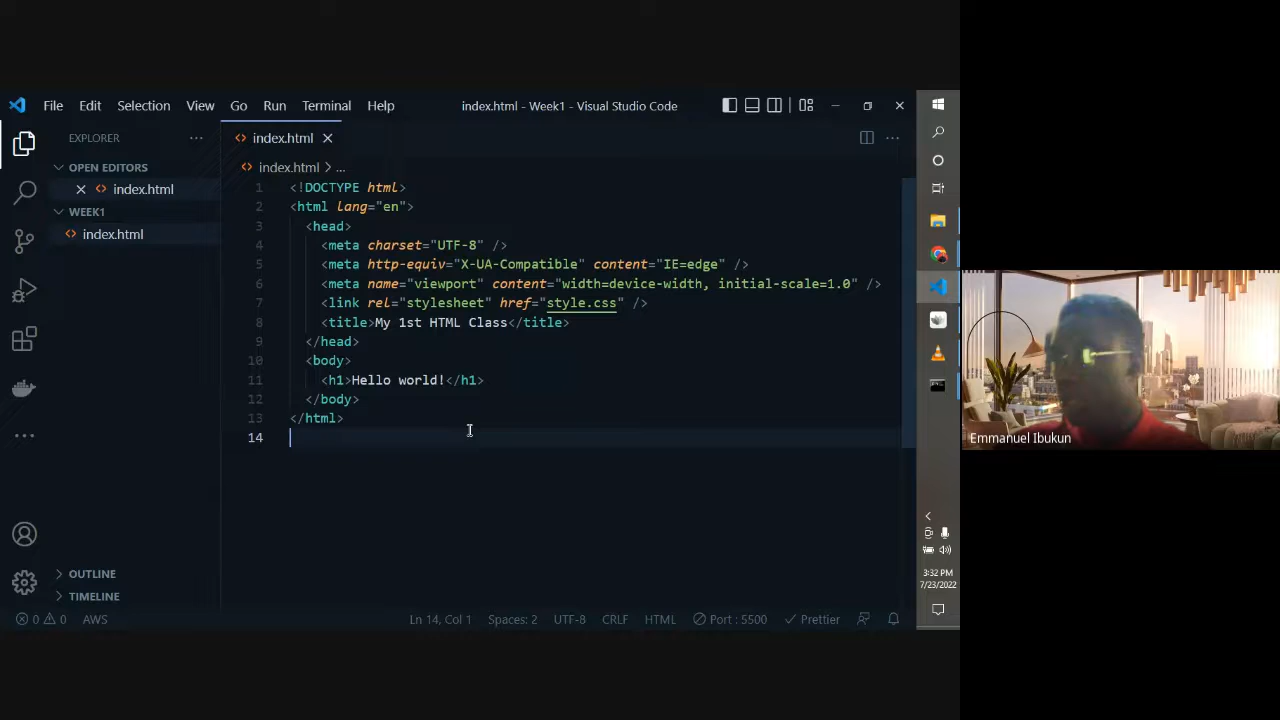 File Edit Selection View Go Run Terminal Help
index.html - Week1 - Visual Studio Code
EXPLORER
index.html
OPEN EDITORS
index.html
WEEK1
index.html
index.html > ...
1 <!DOCTYPE html>
2 <html lang="en">
3 <head>
4 <meta charset="UTF-8" />
5 <meta http-equiv="X-UA-Compatible" content="IE=edge" />
6 <meta name="viewport" content="width=device-width, initial-scale=1.0" />
7 <link rel="stylesheet" href="style.css" />
8 <title>My 1st HTML Class</title>
9 </head>
10 <body>
11 <h1>Hello world!</h1>
12 </body>
13 </html>
14
OUTLINE
TIMELINE
0 0 AWS
Ln 14, Col 1 Spaces: 2 UTF-8 CRLF HTML Port : 5500 Prettier
3:32 PM
7/23/2022
Emmanuel Ibukun